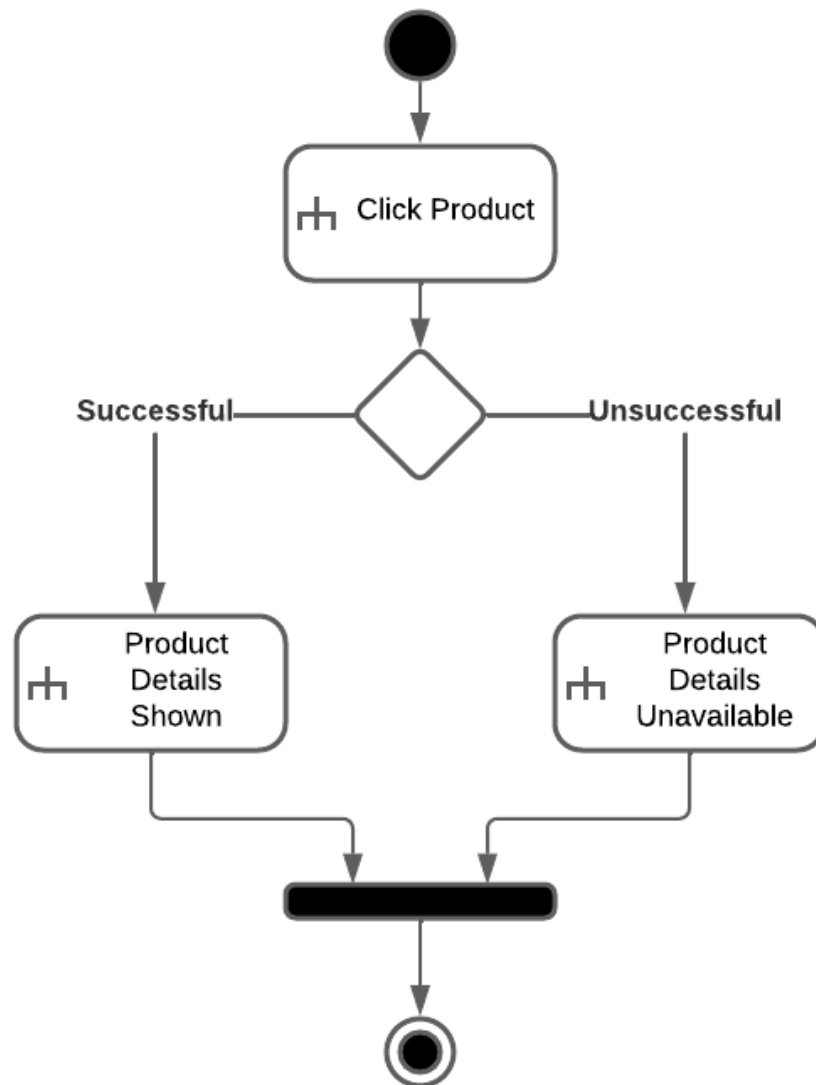 Click Product
Successful
Unsuccessful
Product
Details
Shown
Product
Details
Unavailable